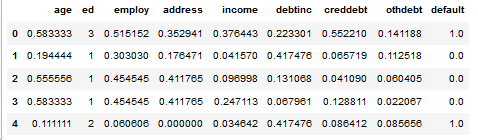 age ed employ address income debtinc creddebt othdebt default
0 0.583333 3 0.515152 0.352941 0.376443 0.223301 0.552210 0.141188 1.0
1 0.194444 1 0.303030 0.176471 0.041570 0.417476 0.065719 0.112518 0.0
2 0.555556 1 0.454545 0.411765 0.096998 0.131068 0.041090 0.060405 0.0
3 0.583333 1 0.454545 0.411765 0.247113 0.067961 0.128811 0.022067 0.0
4 0.111111 2 0.060606 0.000000 0.034642 0.417476 0.086412 0.085656 1.0